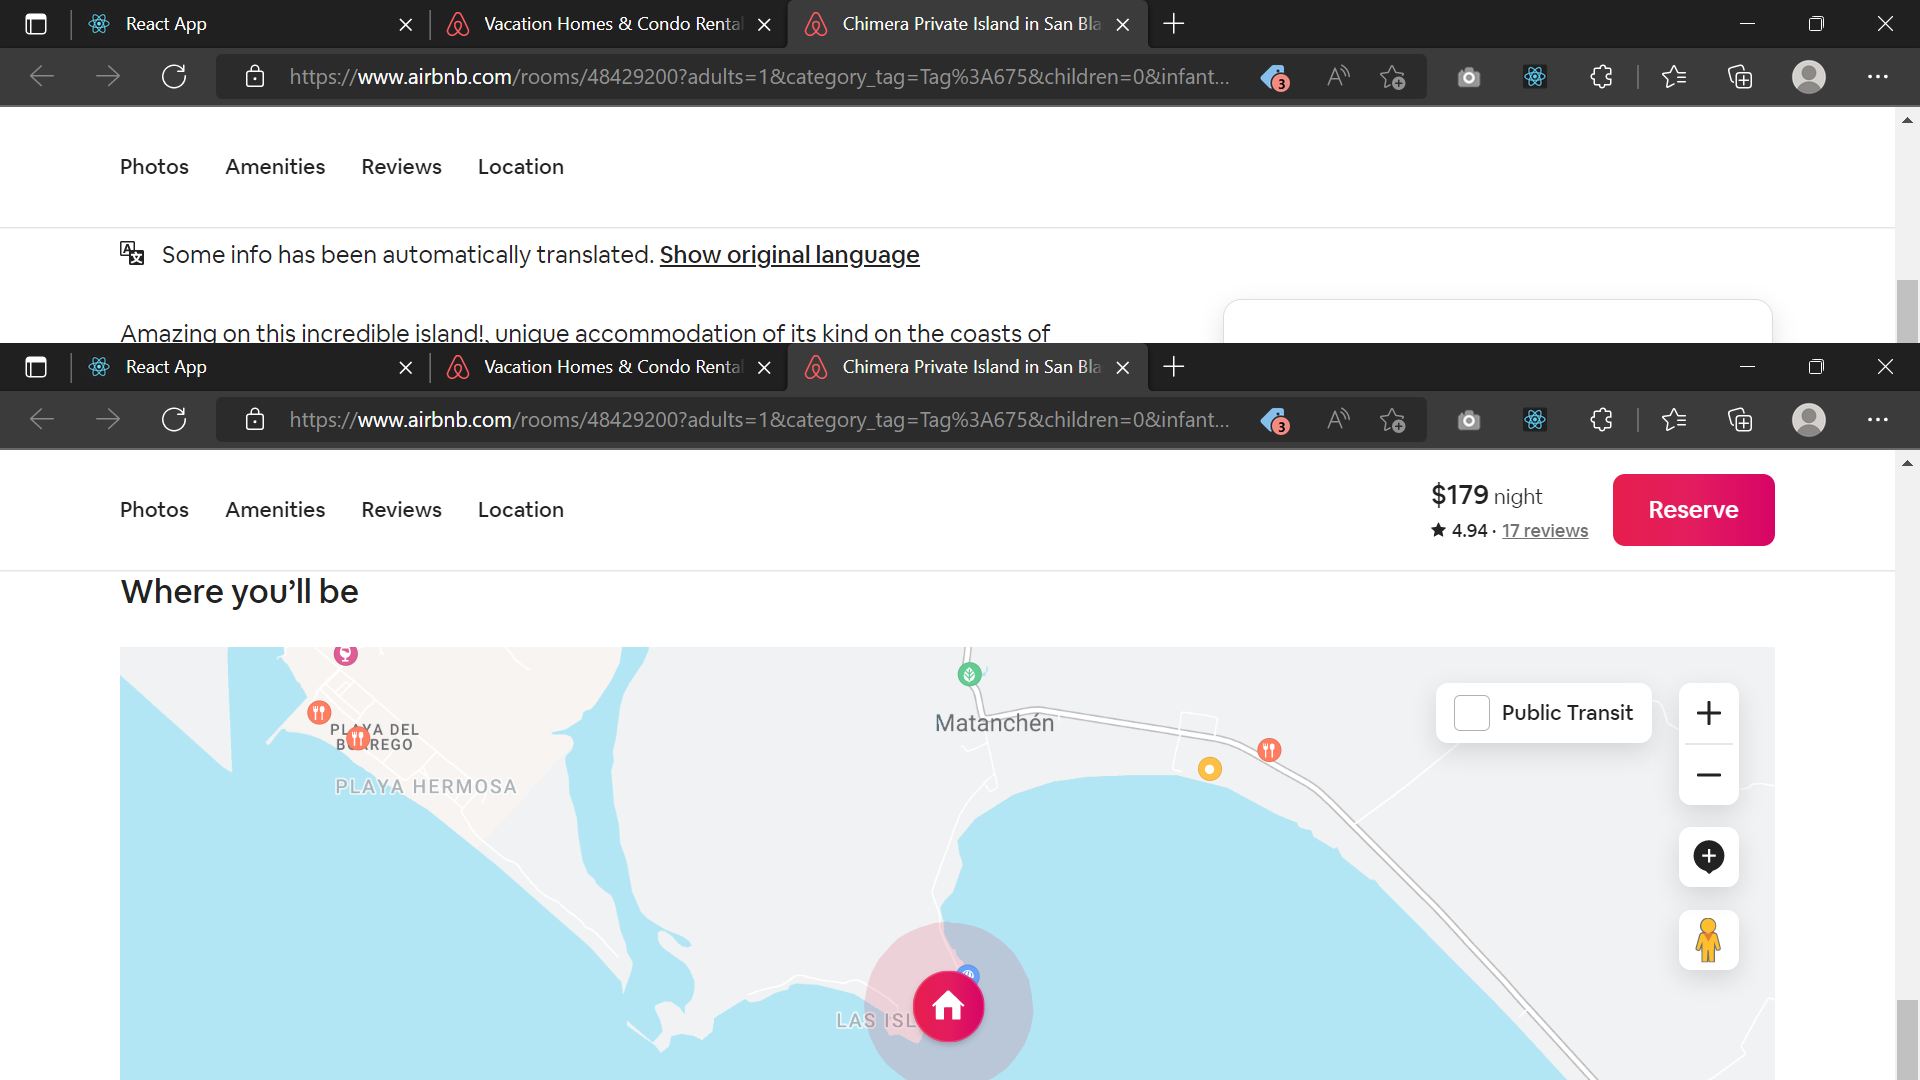 React App
Vacation Homes & Condo Rental
Chimera Private Island in San Bla
https://www.airbnb.com/rooms/48429200?adults=1&category_tag=Tag%3A675&children=0&infant...
3
Photos
Amenities
Reviews
Location
Some info has been automatically translated. Show original language
Amazing on this incredible island!, unique accommodation of its kind on the coasts of
React App
Vacation Homes & Condo Rental
Chimera Private Island in San Bla
https://www.airbnb.com/rooms/48429200?adults=1&category_tag=Tag%3A675&children=0&infant...
3
Photos
Amenities
Reviews
Location
$179 night
★ 4.94 · 17 reviews
Reserve
Where you’ll be
Public Transit
Matanchén
PLAYA DEL
BORREGO
PLAYA HERMOSA
LAS ISL